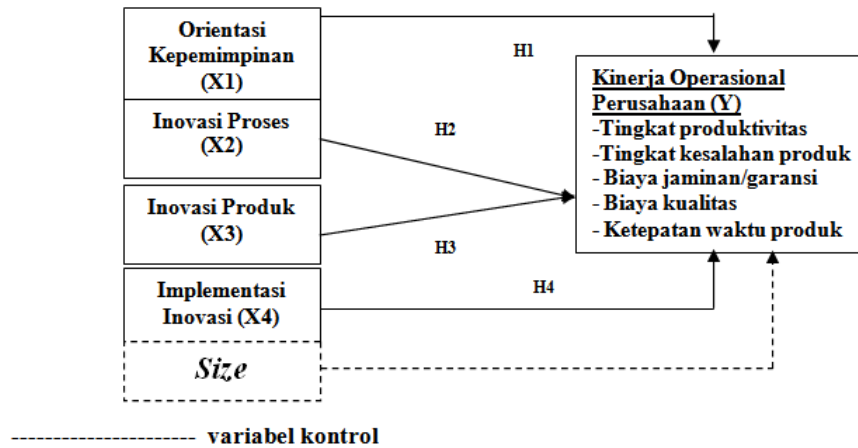 Orientasi
Kepemimpinan
(X1)
H1
Inovasi Proses
(X2)
H2
Inovasi Produk
(X3)
H3
Implementasi
Inovasi (X4)
H4
Size
Kinerja Operasional
Perusahaan (Y)
-Tingkat produktivitas
-Tingkat kesalahan produk
- Biaya jaminan/garansi
- Biaya kualitas
- Ketepatan waktu produk
variabel kontrol